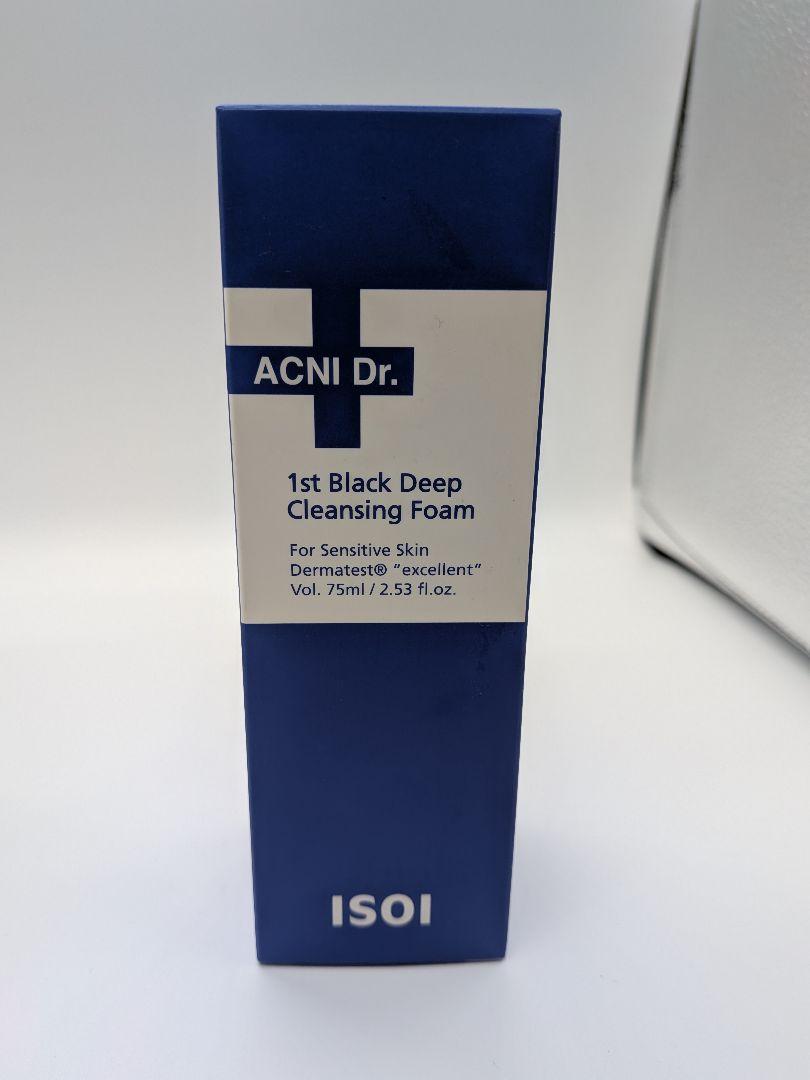 ACNI Dr.
1st Black Deep
Cleansing Foam
For Sensitive Skin
Dermatest® “excellent”
Vol. 75ml / 2.53 fl.oz.
ISOI